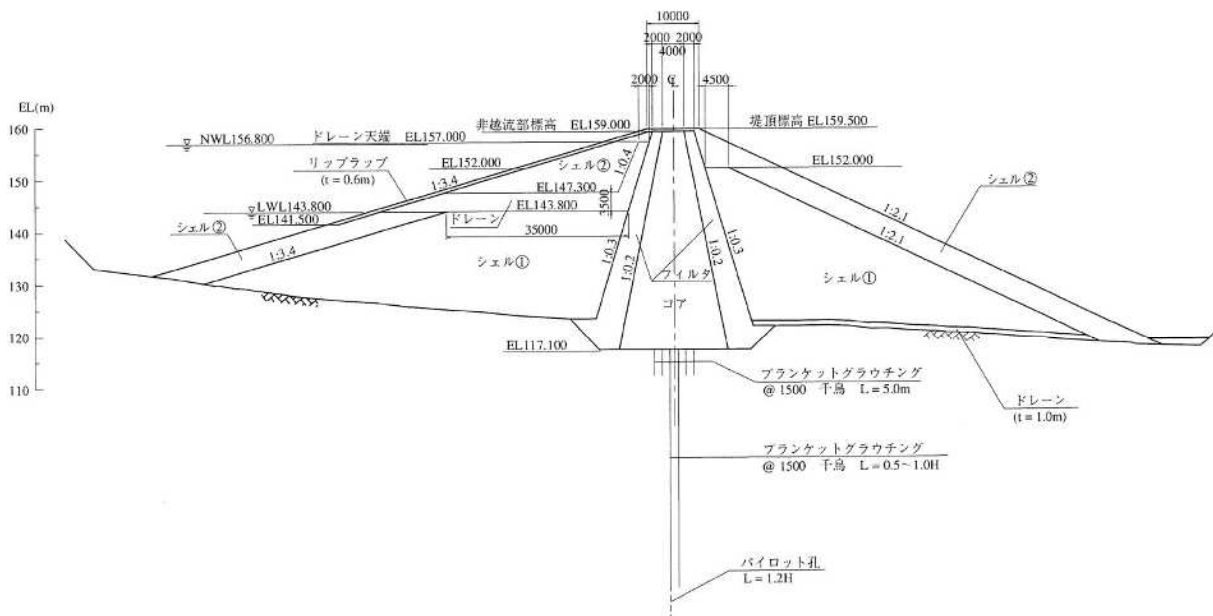 10000
2000 2000
4000
2000 ℄ 4500
EL(m)
160
150
140
130
120
110
NWL156.800
ドレーン天端 EL157.000
非越流部標高 EL159.000
堤頂標高 EL159.500
リップラップ
(t = 0.6m)
EL152.000
シェル②
1:0.4
EL152.000
1:3.4
EL147.300
シェル②
LWL143.800
EL143.800
3500
EL141.500
ドレーン
シェル②
35000
1:2.1
1:2.1
1:3.4
シェル①
1:0.3
1:0.2
フィルタ
1:0.2
1:0.3
シェル①
コア
EL117.100
ブランケットグラウチング
@ 1500 千鳥 L = 5.0m
ドレーン
(t = 1.0m)
ブランケットグラウチング
@ 1500 千鳥 L = 0.5~1.0H
パイロット孔
L = 1.2H